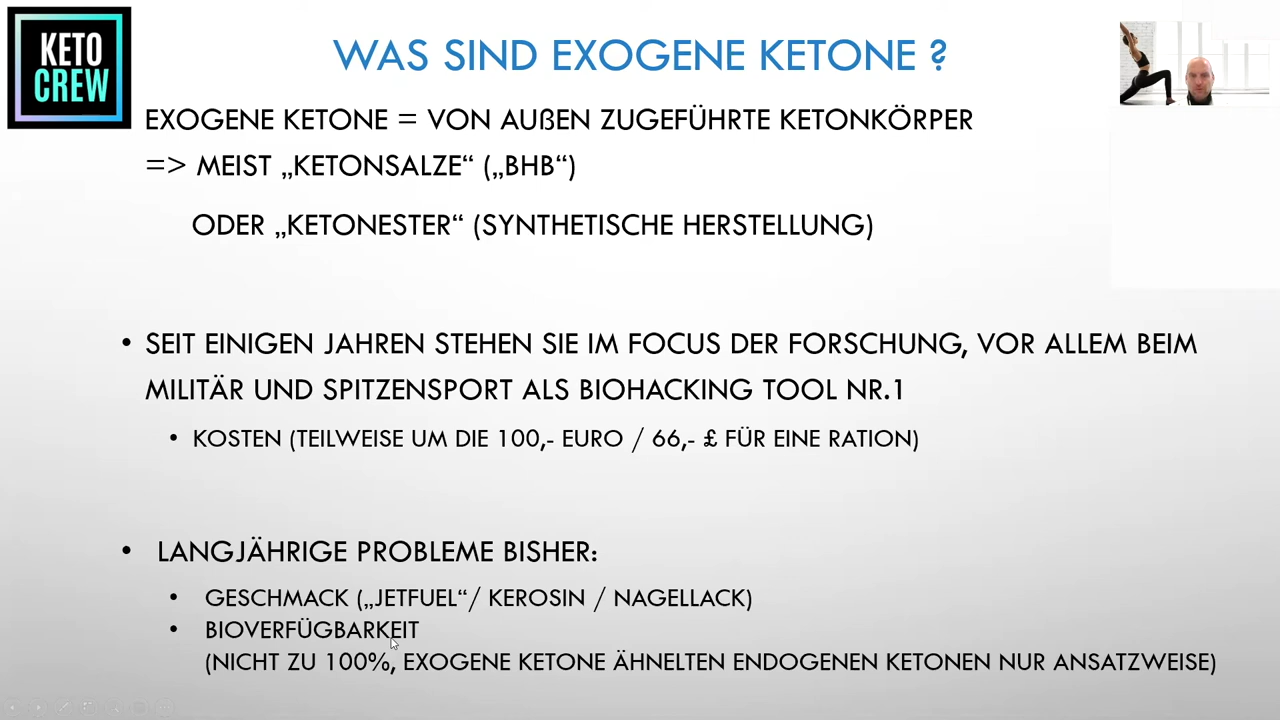 KETO
CREW
WAS SIND EXOGENE KETONE ?
EXOGENE KETONE = VON AUßEN ZUGEFÜHRTE KETONKÖRPER
=> MEIST „KETONSALZE“ („BHB“)
ODER „KETONESTER“ (SYNTHETISCHE HERSTELLUNG)
• SEIT EINIGEN JAHREN STEHEN SIE IM FOCUS DER FORSCHUNG, VOR ALLEM BEIM
MILITÄR UND SPITZENSPORT ALS BIOHACKING TOOL NR.1
• KOSTEN (TEILWEISE UM DIE 100,- EURO / 66,- £ FÜR EINE RATION)
• LANGJÄHRIGE PROBLEME BISHER:
• GESCHMACK („JETFUEL“/ KEROSIN / NAGELLACK)
• BIOVERFÜGBARKEIT
(NICHT ZU 100%, EXOGENE KETONE ÄHNELTEN ENDOGENEN KETONEN NUR ANSATZWEISE)